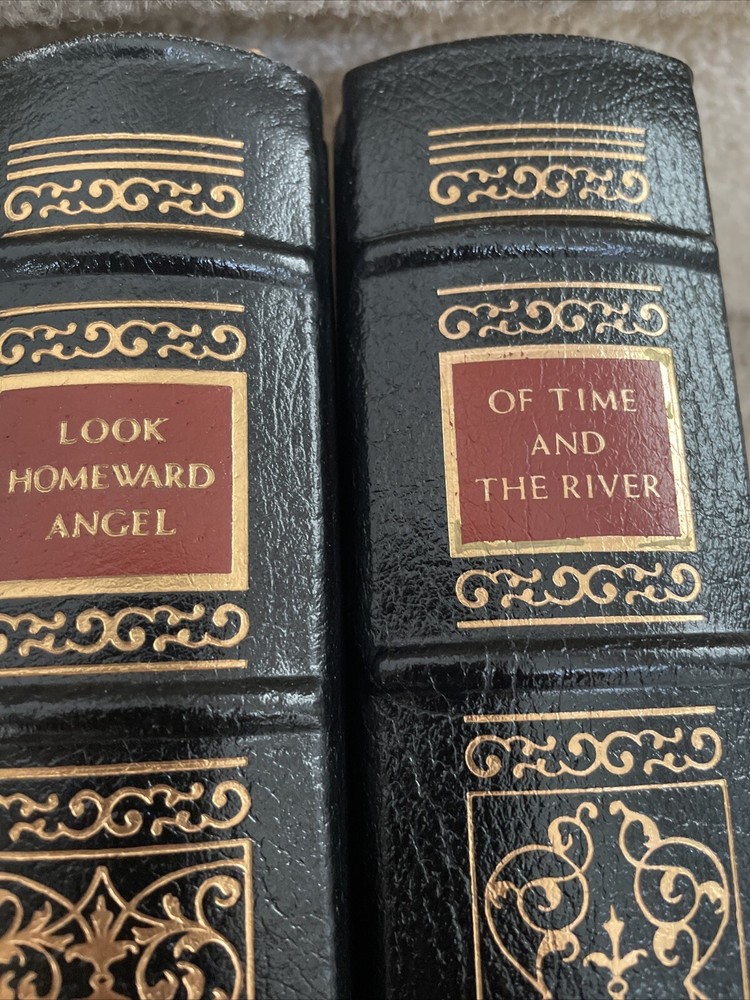 LOOK
HOMEWARD
ANGEL
OF TIME
AND
THE RIVER